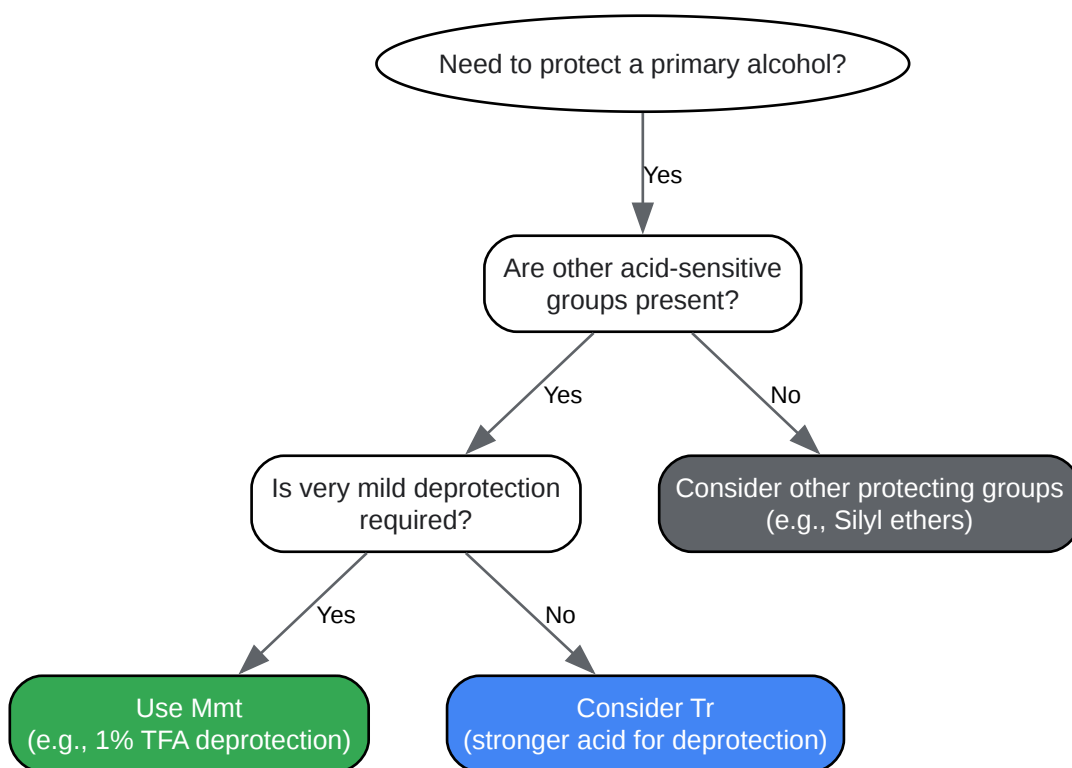 Need to protect a primary alcohol?
Yes
Are other acid-sensitive
groups present?
Yes
No
Is very mild deprotection
required?
Consider other protecting groups
(e.g., Silyl ethers)
Yes
No
Use Mmt
(e.g., 1% TFA deprotection)
Consider Tr
(stronger acid for deprotection)